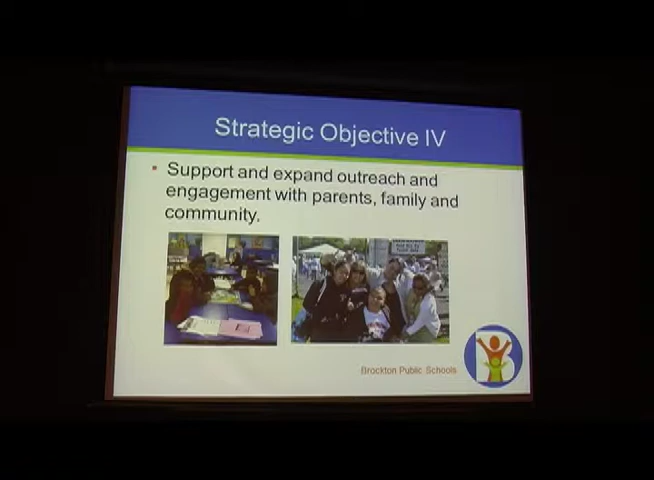 Strategic Objective IV
Support and expand outreach and
engagement with parents, family and
community.
Brockton Public Schools
B